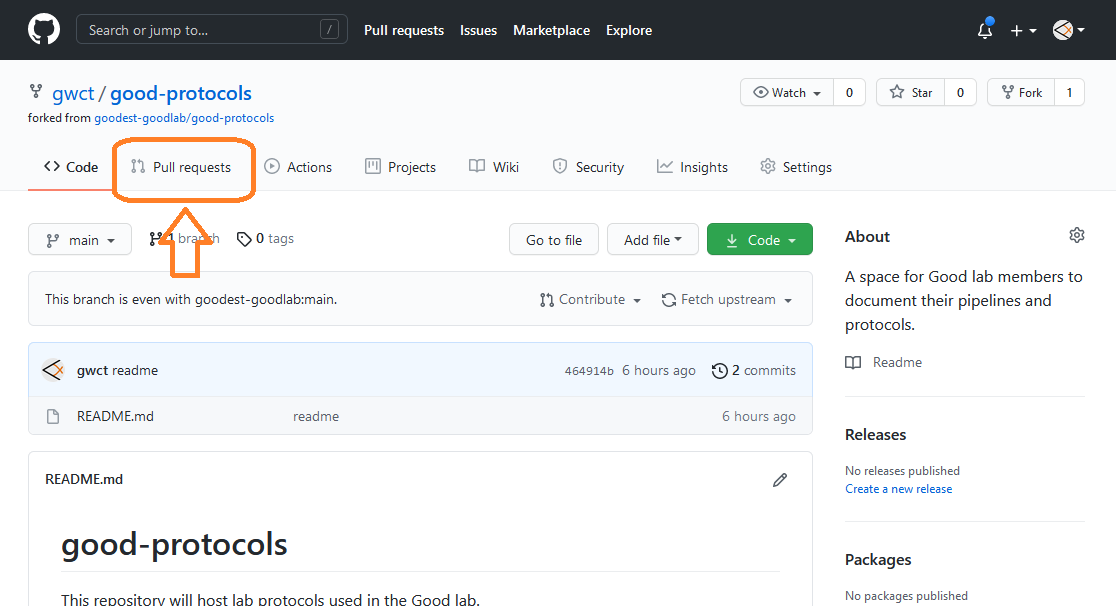 Search or jump to... / Pull requests Issues Marketplace Explore
gwct / good-protocols Watch 0 Star 0 Fork 1
forked from goodest-goodlab/good-protocols
Code Pull requests Actions Projects Wiki Security Insights Settings
main 1 branch 0 tags Go to file Add file Code
This branch is even with goodest-goodlab:main. Contribute Fetch upstream
gwct readme 464914b 6 hours ago 2 commits
README.md readme 6 hours ago
README.md
good-protocols
This repository will host lab protocols used in the Good lab.
About
A space for Good lab members to
document their pipelines and
protocols.
Readme
Releases
No releases published
Create a new release
Packages
No packages published